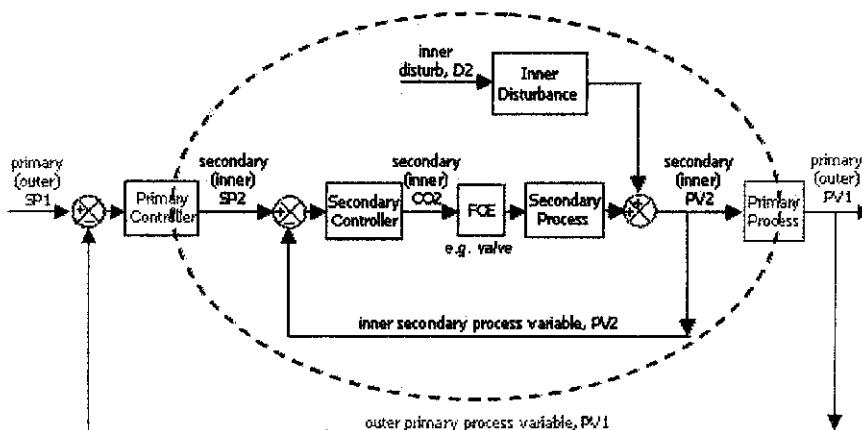 inner
disturb, D2
Inner
Disturbance
primary
(outer)
SP1
Primary
Controller
secondary
(inner)
SP2
Secondary
Controller
secondary
(inner)
CO2
FCE
e.g. valve
Secondary
Process
secondary
(inner)
PV2
Primary
Process
primary
(outer)
PV1
inner secondary process variable, PV2
outer primary process variable, PV1